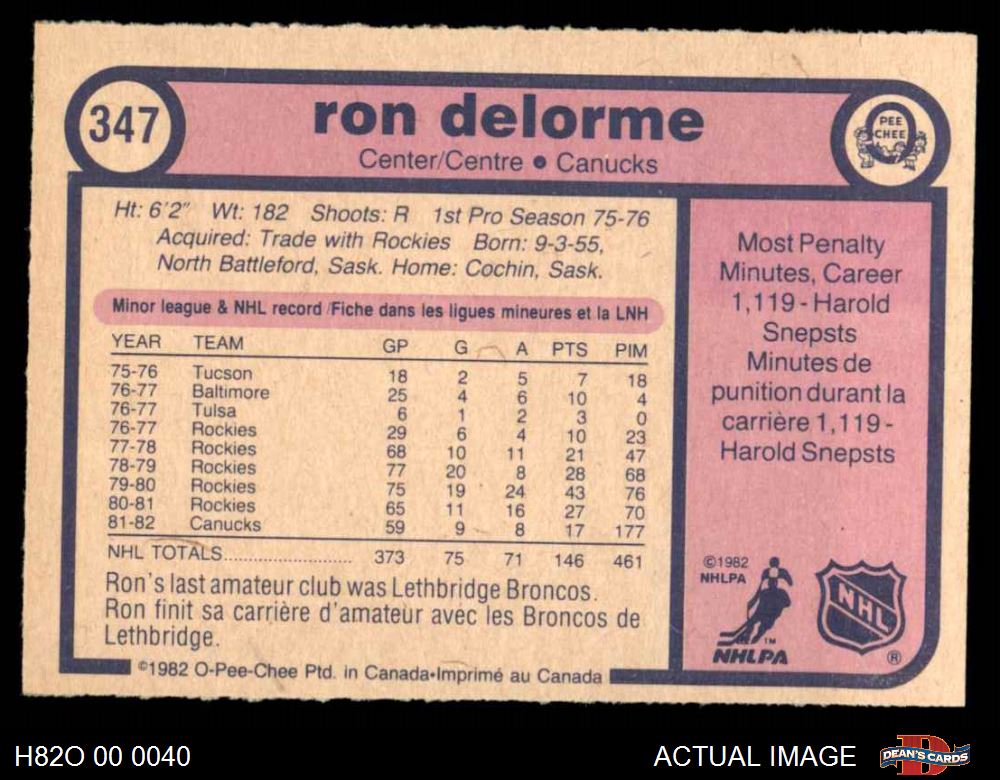 347
ron delorme
Center/Centre • Canucks
PEE
CHEE
Ht: 6'2" Wt: 182 Shoots: R 1st Pro Season 75-76
Acquired: Trade with Rockies Born: 9-3-55,
North Battleford, Sask. Home: Cochin, Sask.
Minor league & NHL record /Fiche dans les ligues mineures et la LNH
YEAR TEAM GP G A PTS PIM
75-76 Tucson 18 2 5 7 18
76-77 Baltimore 25 4 6 10 4
76-77 Tulsa 6 1 2 3 0
76-77 Rockies 29 6 4 10 23
77-78 Rockies 68 10 11 21 47
78-79 Rockies 77 20 8 28 68
79-80 Rockies 75 19 24 43 76
80-81 Rockies 65 11 16 27 70
81-82 Canucks 59 9 8 17 177
NHL TOTALS.............................. 373 75 71 146 461
Ron's last amateur club was Lethbridge Broncos.
Ron finit sa carrière d'amateur avec les Broncos de
Lethbridge.
©1982 O-Pee-Chee Ptd. in Canada•Imprimé au Canada
Most Penalty
Minutes, Career
1,119 - Harold
Snepsts
Minutes de
punition durant la
carrière 1,119 -
Harold Snepsts
©1982
NHLPA
TM
NHLPA
NHL
®
H82O 00 0040
ACTUAL IMAGE
D
DEAN'S CARDS